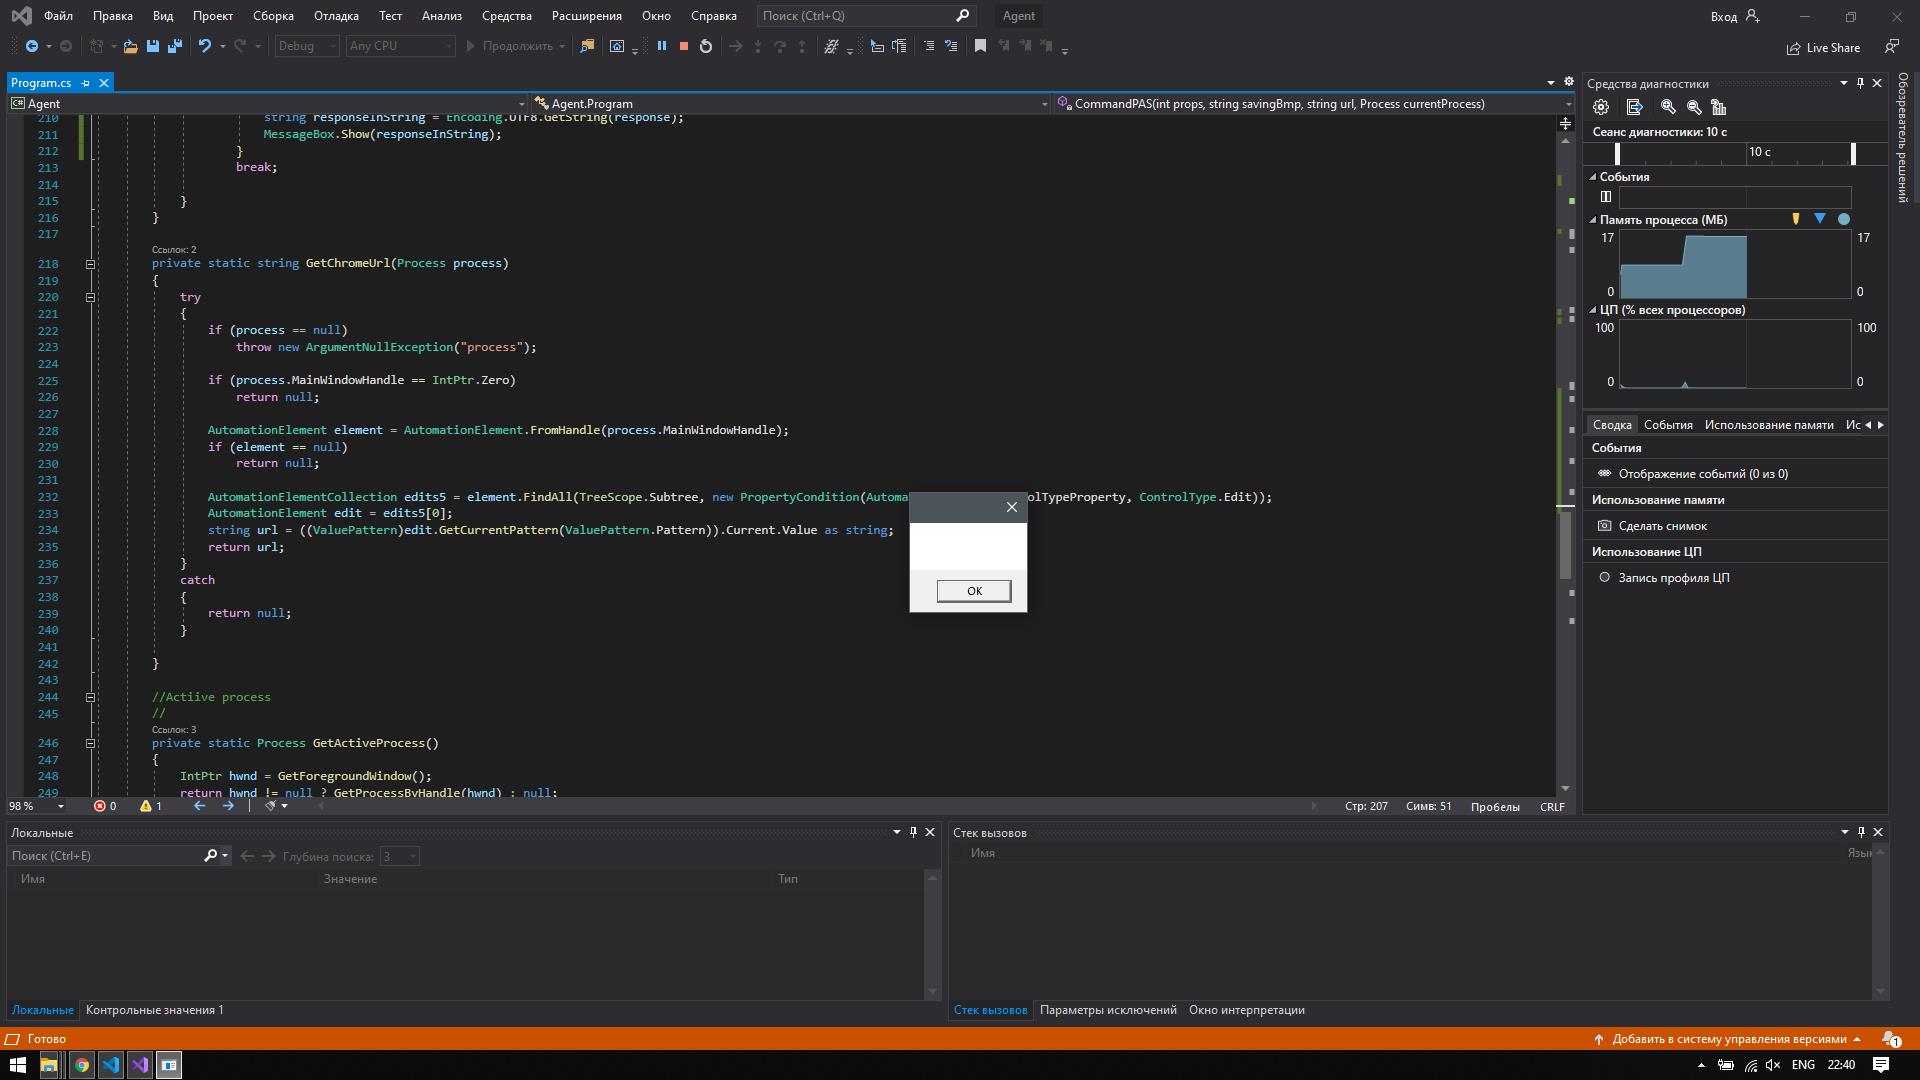 Файл Правка Вид Проект Сборка Отладка Тест Анализ Средства Расширения Окно Справка Поиск (Ctrl+Q) Agent Вход
Debug Any CPU Продолжить Live Share
Program.cs
Agent Agent.Program CommandPAS(int props, string savingBmp, string url, Process currentProcess)
210 string responseInString = Encoding.UTF8.GetString(response);
211 MessageBox.Show(responseInString);
212 }
213 break;
214
215 }
216 }
217
Ссылок: 2
218 private static string GetChromeUrl(Process process)
219 {
220 try
221 {
222 if (process == null)
223 throw new ArgumentNullException("process");
224
225 if (process.MainWindowHandle == IntPtr.Zero)
226 return null;
227
228 AutomationElement element = AutomationElement.FromHandle(process.MainWindowHandle);
229 if (element == null)
230 return null;
231
232 AutomationElementCollection edits5 = element.FindAll(TreeScope.Subtree, new PropertyCondition(Automa olTypeProperty, ControlType.Edit));
233 AutomationElement edit = edits5[0];
234 string url = ((ValuePattern)edit.GetCurrentPattern(ValuePattern.Pattern)).Current.Value as string;
235 return url;
236 }
237 catch
238 {
239 return null;
240 }
241
242 }
243
244 //Actiive process
245 //
Ссылок: 3
246 private static Process GetActiveProcess()
247 {
248 IntPtr hwnd = GetForegroundWindow();
249 return hwnd != null ? GetProcessByHandle(hwnd) : null;
OK
98 % 0 1 Стр: 207 Симв: 51 Пробелы CRLF
Средства диагностики
Сеанс диагностики: 10 с
10 с
События
Память процесса (МБ)
17 17
0 0
ЦП (% всех процессоров)
100 100
0 0
Сводка События Использование памяти Ис
События
Отображение событий (0 из 0)
Использование памяти
Сделать снимок
Использование ЦП
Запись профиля ЦП
Обозреватель решений
Локальные
Поиск (Ctrl+E) Глубина поиска: 3
Имя Значение Тип
Локальные Контрольные значения 1
Стек вызовов
Имя Язык
Стек вызовов Параметры исключений Окно интерпретации
Готово Добавить в систему управления версиями 1
ENG 22:40